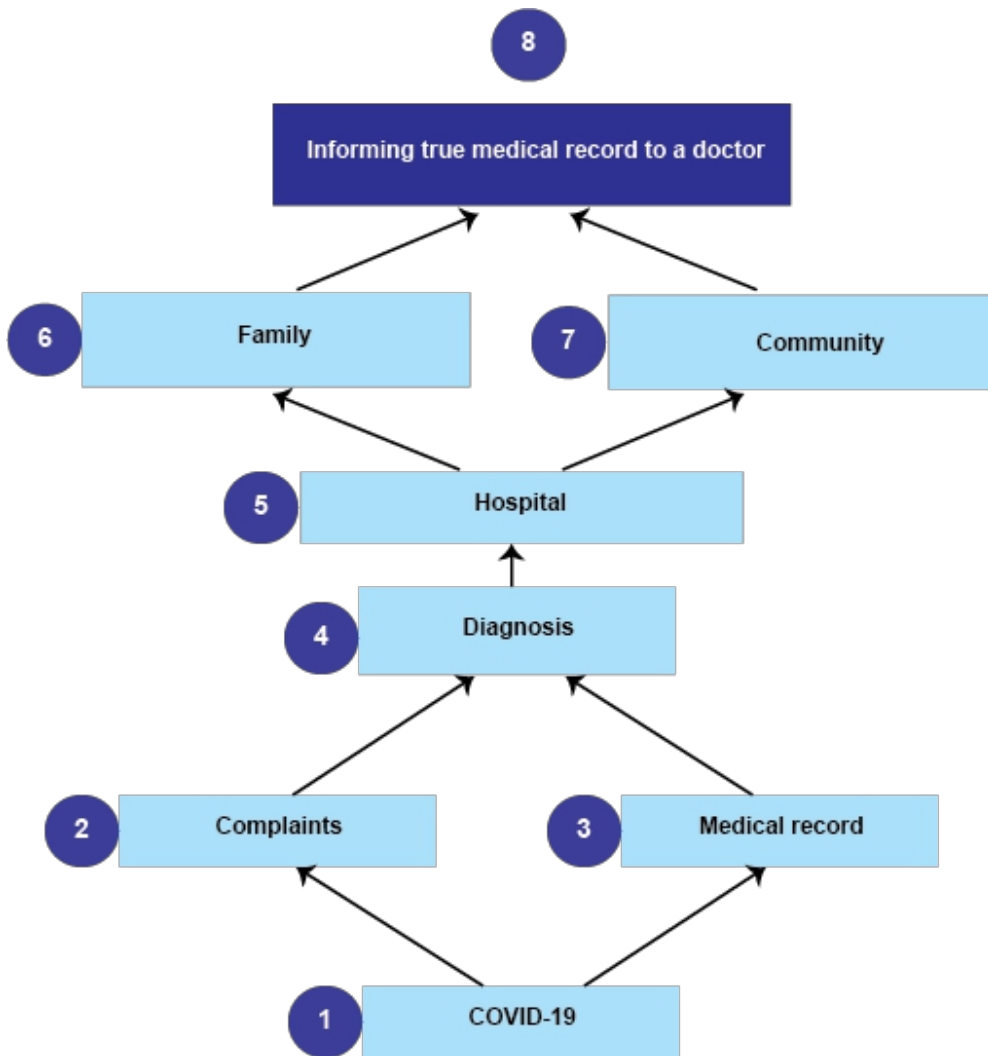 8
Informing true medical record to a doctor
6
Family
7
Community
5
Hospital
4
Diagnosis
2
Complaints
3
Medical record
1
COVID-19